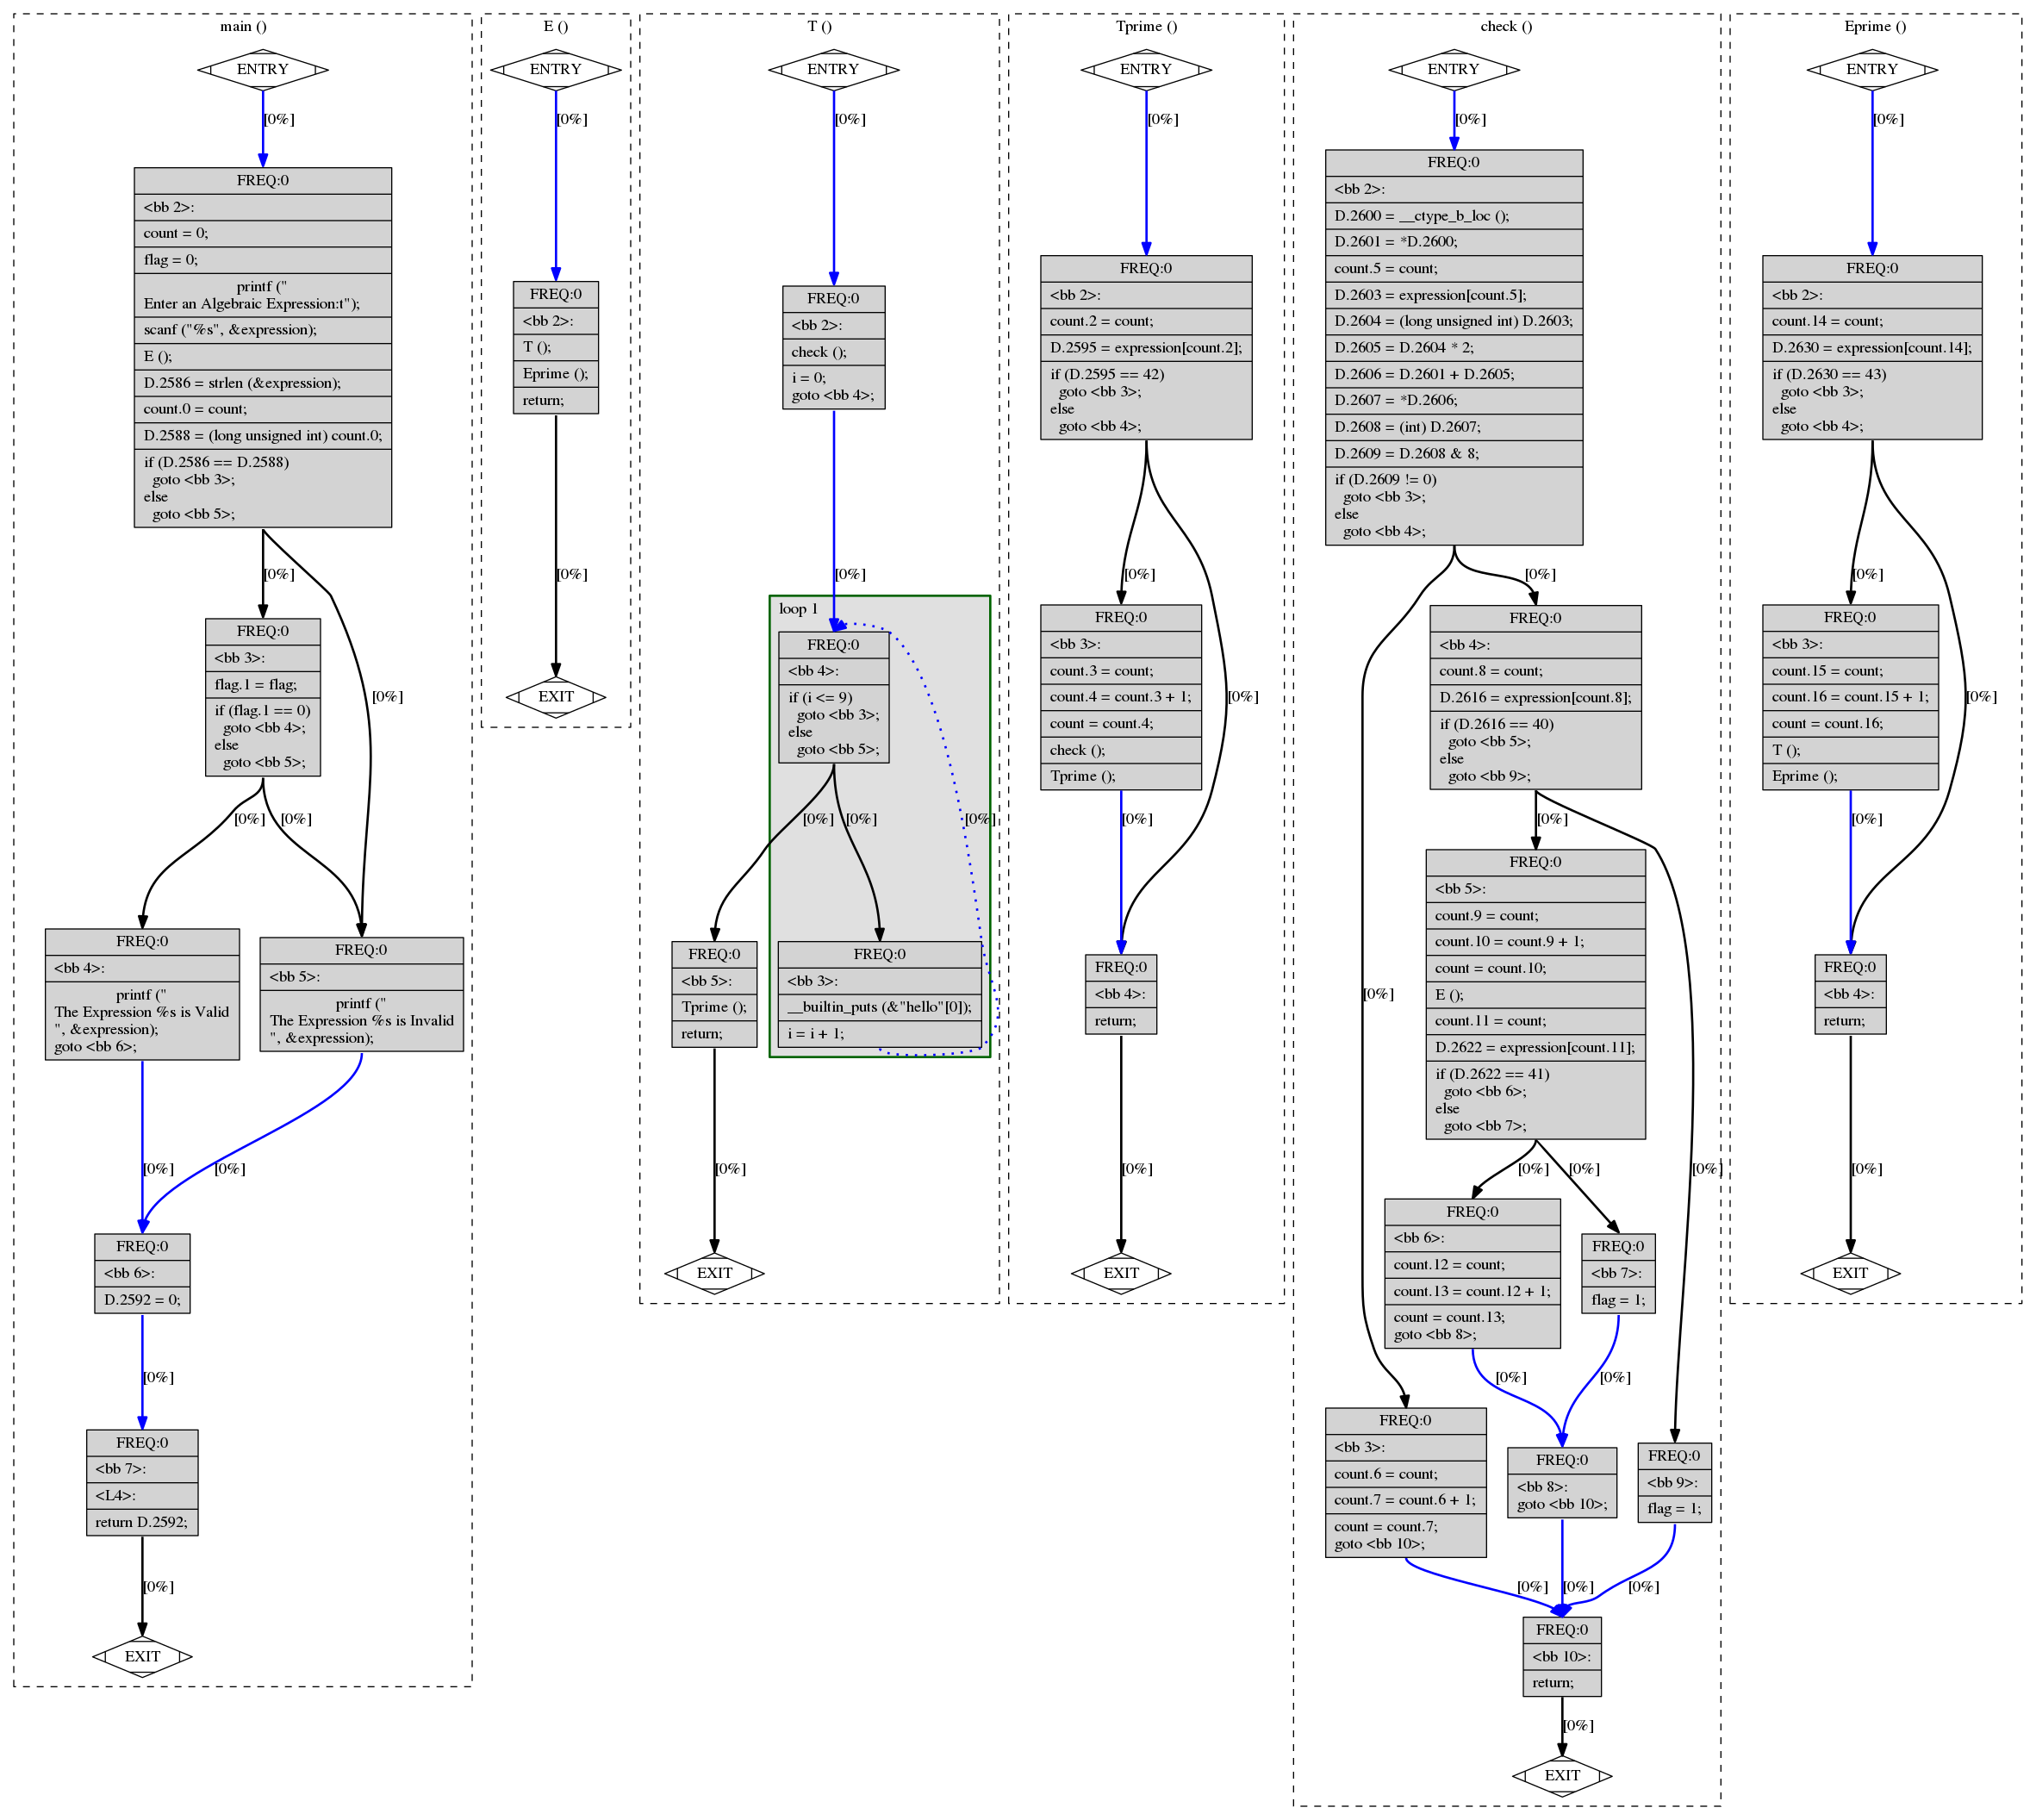 main ()
ENTRY
[0%]
FREQ:0
<bb 2>:
count = 0;
flag = 0;
printf ("
Enter an Algebraic Expression:t");
scanf ("%s", &expression);
E ();
D.2586 = strlen (&expression);
count.0 = count;
D.2588 = (long unsigned int) count.0;
if (D.2586 == D.2588)
goto <bb 3>;
else
goto <bb 5>;
[0%]
[0%]
FREQ:0
<bb 3>:
flag.1 = flag;
if (flag.1 == 0)
goto <bb 4>;
else
goto <bb 5>;
[0%]
[0%]
FREQ:0
<bb 4>:
printf ("
The Expression %s is Valid
", &expression);
goto <bb 6>;
FREQ:0
<bb 5>:
printf ("
The Expression %s is Invalid
", &expression);
[0%]
[0%]
FREQ:0
<bb 6>:
D.2592 = 0;
[0%]
FREQ:0
<bb 7>:
<L4>:
return D.2592;
[0%]
EXIT
E ()
ENTRY
[0%]
FREQ:0
<bb 2>:
T ();
Eprime ();
return;
[0%]
EXIT
T ()
ENTRY
[0%]
FREQ:0
<bb 2>:
check ();
i = 0;
goto <bb 4>;
[0%]
loop 1
FREQ:0
<bb 4>:
if (i <= 9)
goto <bb 3>;
else
goto <bb 5>;
[0%]
[0%]
[0%]
FREQ:0
<bb 5>:
Tprime ();
return;
FREQ:0
<bb 3>:
__builtin_puts (&"hello"[0]);
i = i + 1;
[0%]
EXIT
Tprime ()
ENTRY
[0%]
FREQ:0
<bb 2>:
count.2 = count;
D.2595 = expression[count.2];
if (D.2595 == 42)
goto <bb 3>;
else
goto <bb 4>;
[0%]
[0%]
FREQ:0
<bb 3>:
count.3 = count;
count.4 = count.3 + 1;
count = count.4;
check ();
Tprime ();
[0%]
FREQ:0
<bb 4>:
return;
[0%]
EXIT
check ()
ENTRY
[0%]
FREQ:0
<bb 2>:
D.2600 = __ctype_b_loc ();
D.2601 = *D.2600;
count.5 = count;
D.2603 = expression[count.5];
D.2604 = (long unsigned int) D.2603;
D.2605 = D.2604 * 2;
D.2606 = D.2601 + D.2605;
D.2607 = *D.2606;
D.2608 = (int) D.2607;
D.2609 = D.2608 & 8;
if (D.2609 != 0)
goto <bb 3>;
else
goto <bb 4>;
[0%]
[0%]
FREQ:0
<bb 4>:
count.8 = count;
D.2616 = expression[count.8];
if (D.2616 == 40)
goto <bb 5>;
else
goto <bb 9>;
[0%]
[0%]
FREQ:0
<bb 5>:
count.9 = count;
count.10 = count.9 + 1;
count = count.10;
E ();
count.11 = count;
D.2622 = expression[count.11];
if (D.2622 == 41)
goto <bb 6>;
else
goto <bb 7>;
[0%]
[0%]
FREQ:0
<bb 6>:
count.12 = count;
count.13 = count.12 + 1;
count = count.13;
goto <bb 8>;
FREQ:0
<bb 7>:
flag = 1;
[0%]
[0%]
FREQ:0
<bb 3>:
count.6 = count;
count.7 = count.6 + 1;
count = count.7;
goto <bb 10>;
FREQ:0
<bb 8>:
goto <bb 10>;
FREQ:0
<bb 9>:
flag = 1;
[0%]
[0%]
[0%]
FREQ:0
<bb 10>:
return;
[0%]
EXIT
Eprime ()
ENTRY
[0%]
FREQ:0
<bb 2>:
count.14 = count;
D.2630 = expression[count.14];
if (D.2630 == 43)
goto <bb 3>;
else
goto <bb 4>;
[0%]
[0%]
FREQ:0
<bb 3>:
count.15 = count;
count.16 = count.15 + 1;
count = count.16;
T ();
Eprime ();
[0%]
FREQ:0
<bb 4>:
return;
[0%]
EXIT